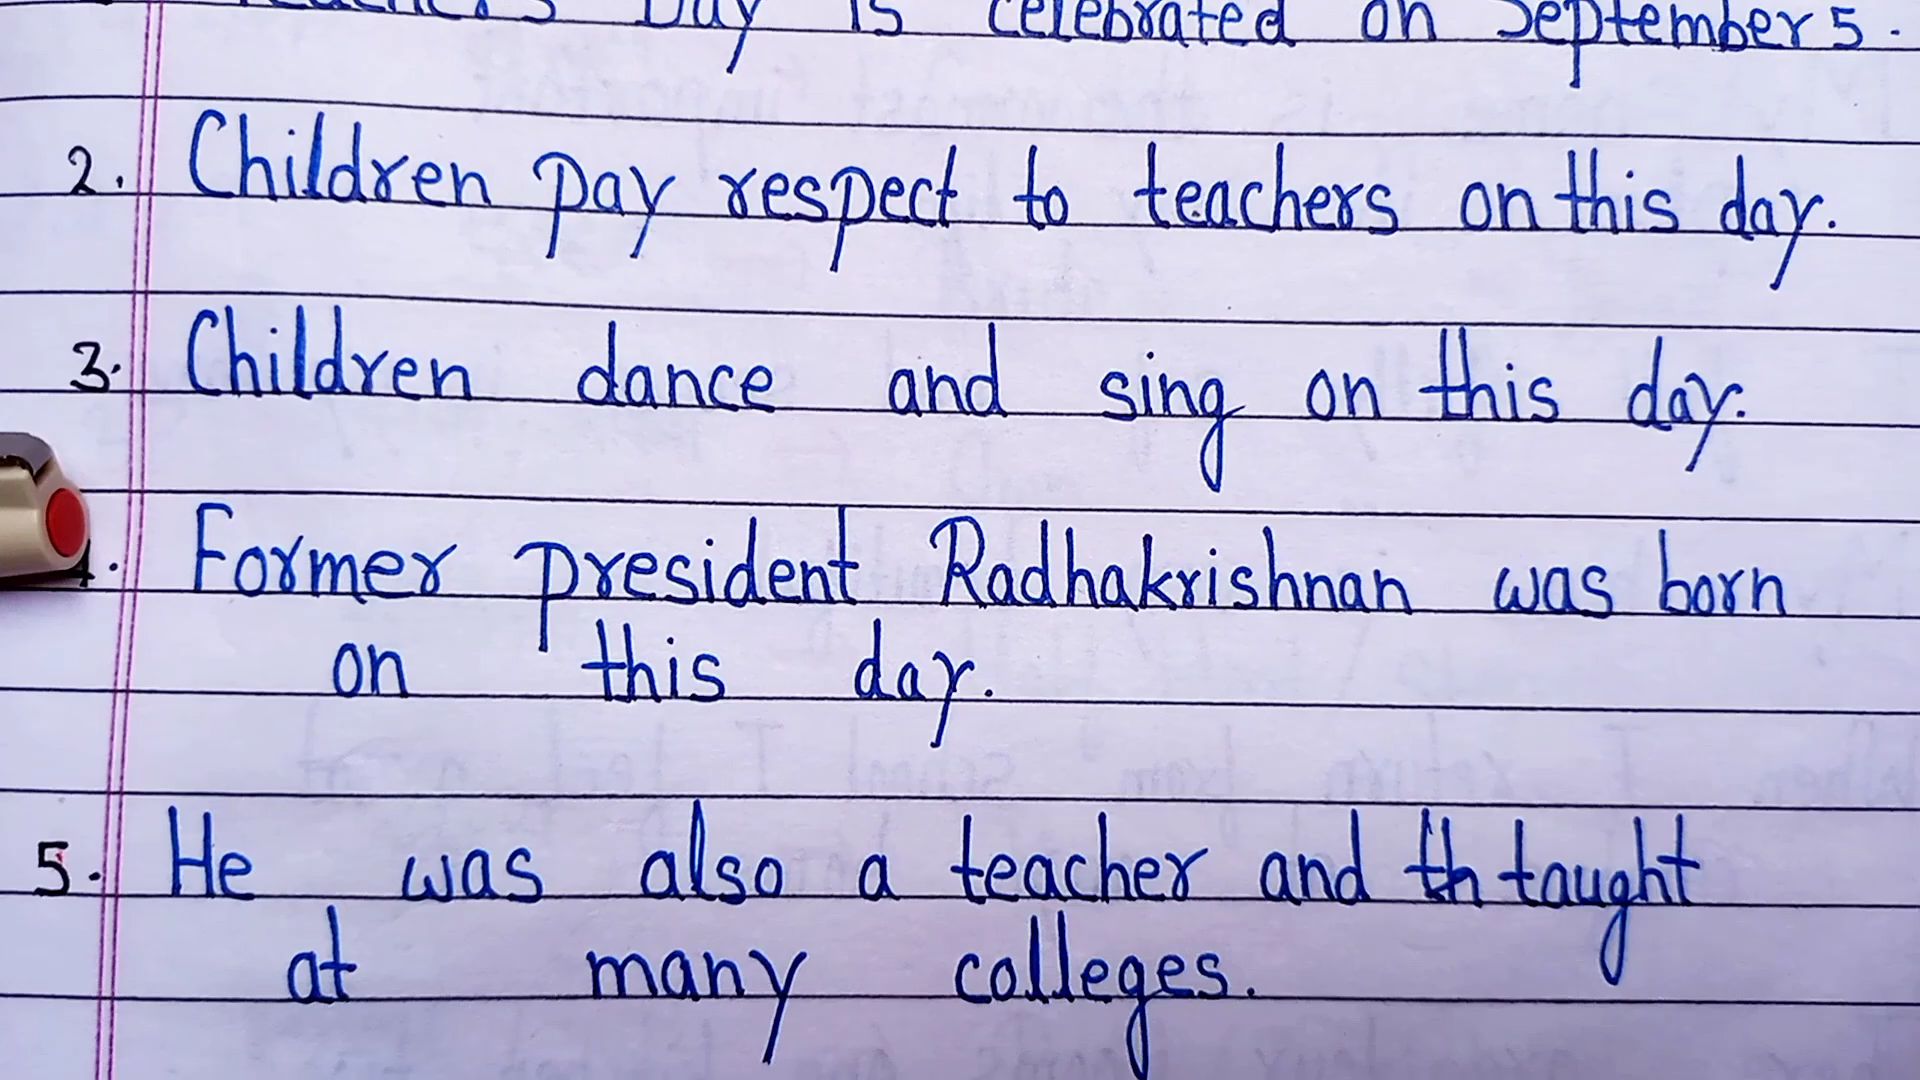 Teachers Day is celebrated on September 5.
2. Children pay respect to teachers on this day.
3. Children dance and sing on this day.
4. Former president Radhakrishnan was born
on this day.
5. He was also a teacher and th taught
at many colleges.